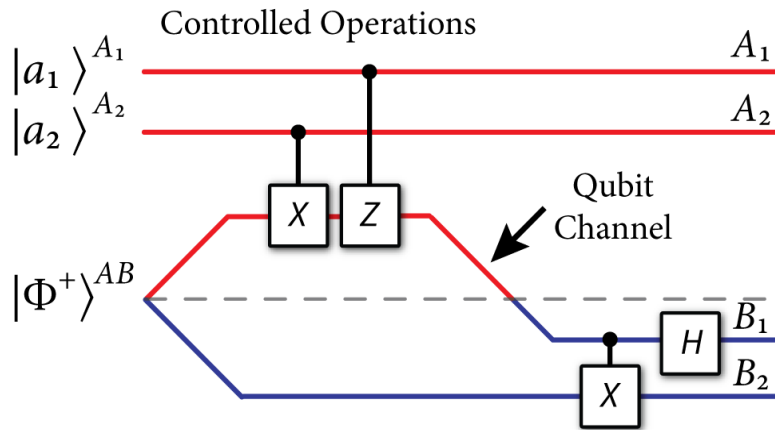 Controlled Operations
|a₁⟩^A₁
A₁
|a₂⟩^A₂
A₂
X
Z
Qubit
Channel
|Φ⁺⟩^AB
B₁
H
B₂
X